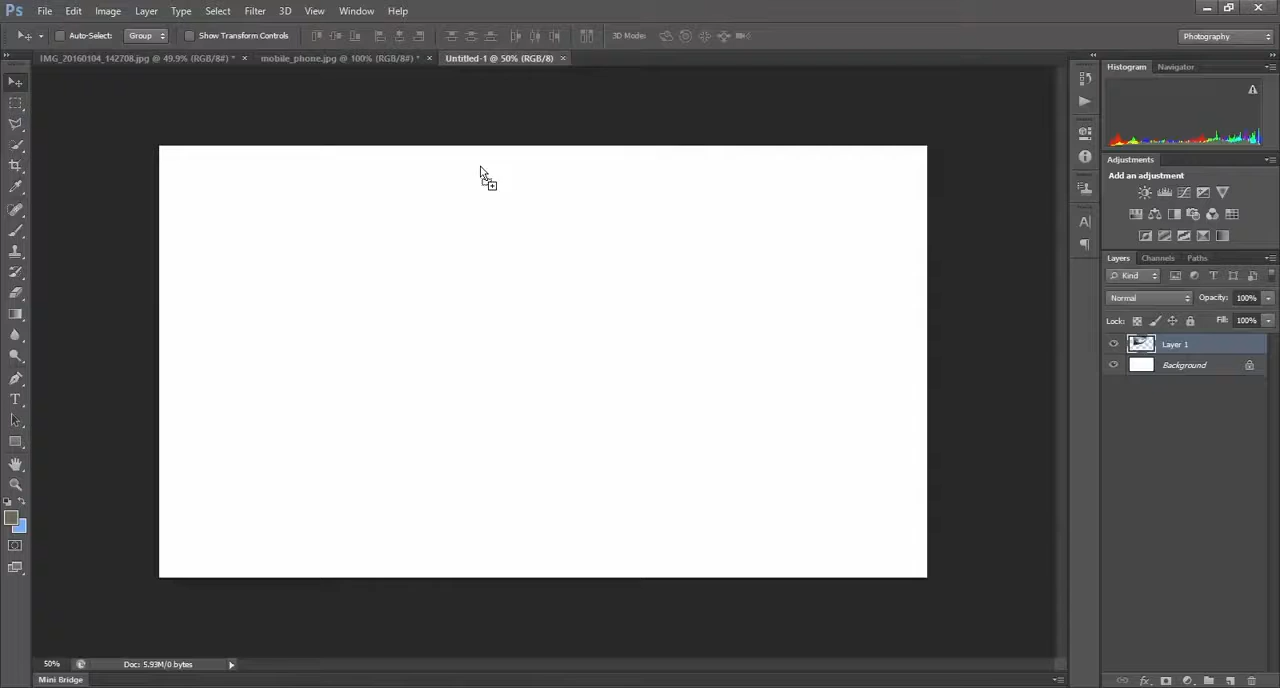 Ps File Edit Image Layer Type Select Filter 3D View Window Help
Auto-Select: Group Show Transform Controls 3D Mode: Photography
IMG_20160104_142708.jpg @ 49.9% (RGB/8#) * × mobile_phone.jpg @ 100% (RGB/8#) * × Untitled-1 @ 50% (RGB/8) ×
Histogram Navigator
Adjustments
Add an adjustment
Layers Channels Paths
Kind
Normal Opacity: 100%
Lock: Fill: 100%
Layer 1
Background
50% Doc: 5.93M/0 bytes
Mini Bridge